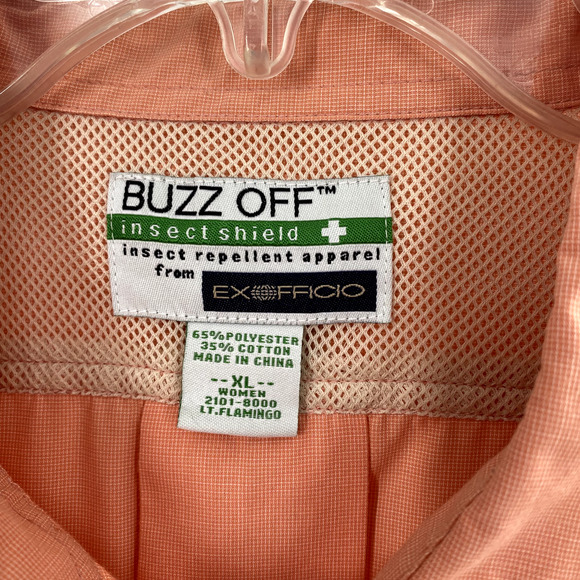 BUZZ OFF™
insect shield
insect repellent apparel
from EXOFFICIO
65% POLYESTER
35% COTTON
MADE IN CHINA
--XL--
WOMEN
2101-8000
LT.FLAMINGO